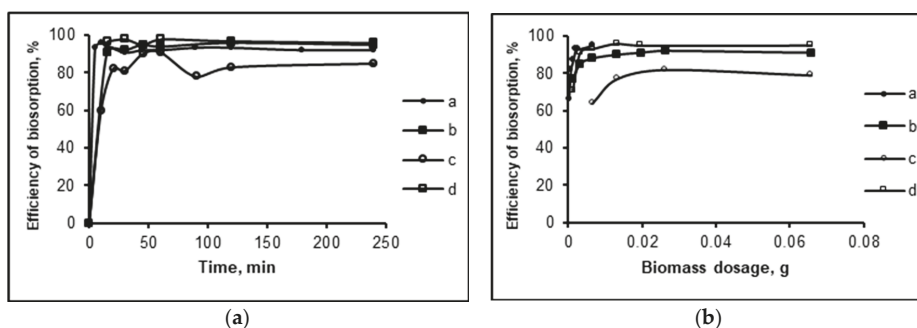 Efficiency of biosorption, %
100
80
60
40
20
0
0 50 100 150 200 250
Time, min
a
b
c
d
(a)
Efficiency of biosorption, %
100
80
60
40
20
0
0 0.02 0.04 0.06 0.08
Biomass dosage, g
a
b
c
d
(b)